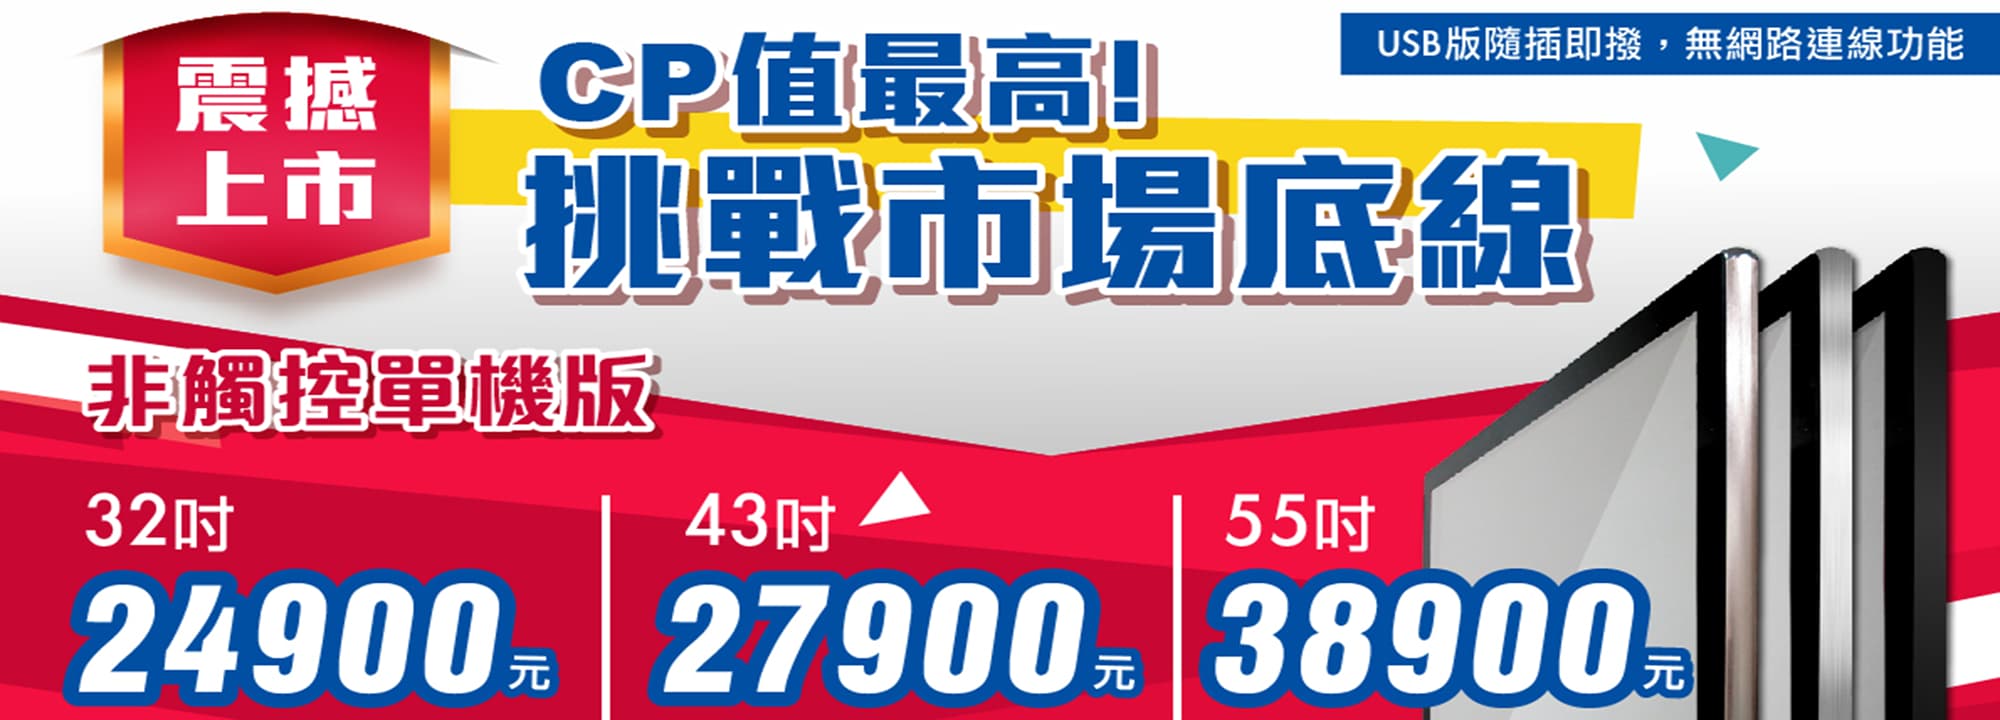 震撼
上市
CP值最高!
挑戰市場底線
USB版隨插即撥，無網路連線功能
非觸控單機版
32吋
24900元
43吋
27900元
55吋
38900元